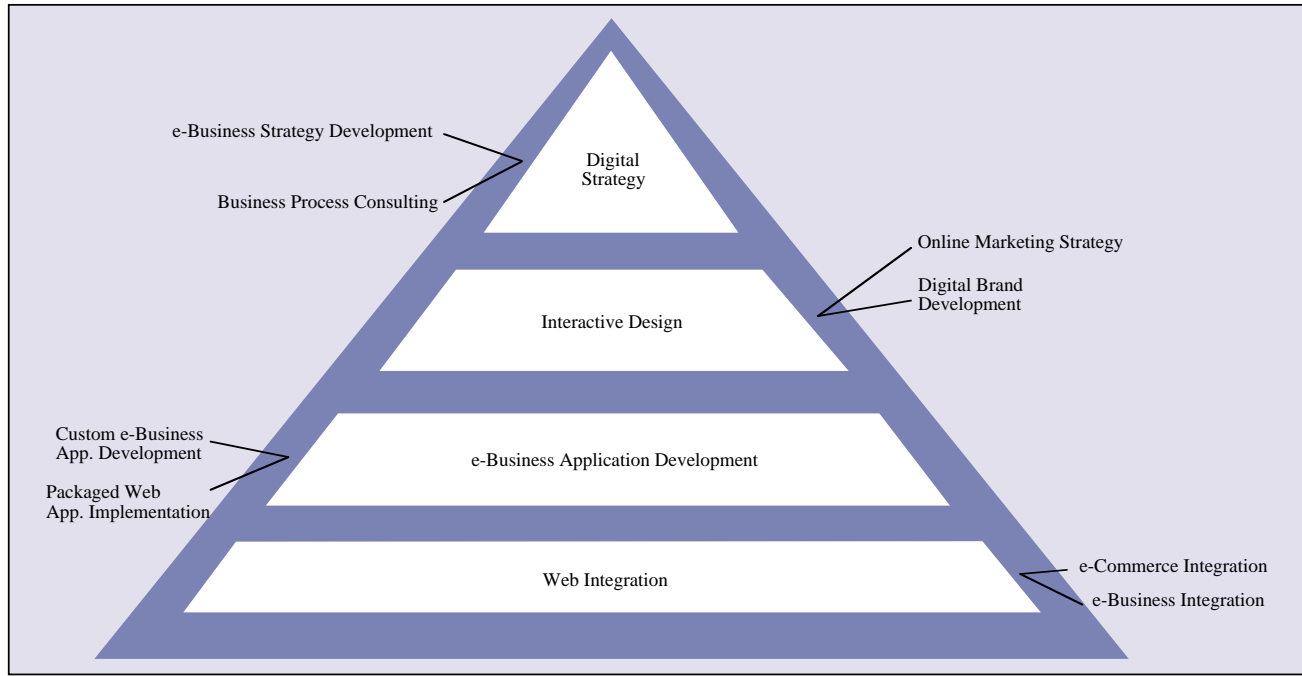 e-Business Strategy Development
Business Process Consulting
Digital
Strategy
Online Marketing Strategy
Digital Brand
Development
Interactive Design
Custom e-Business
App. Development
Packaged Web
App. Implementation
e-Business Application Development
Web Integration
e-Commerce Integration
e-Business Integration